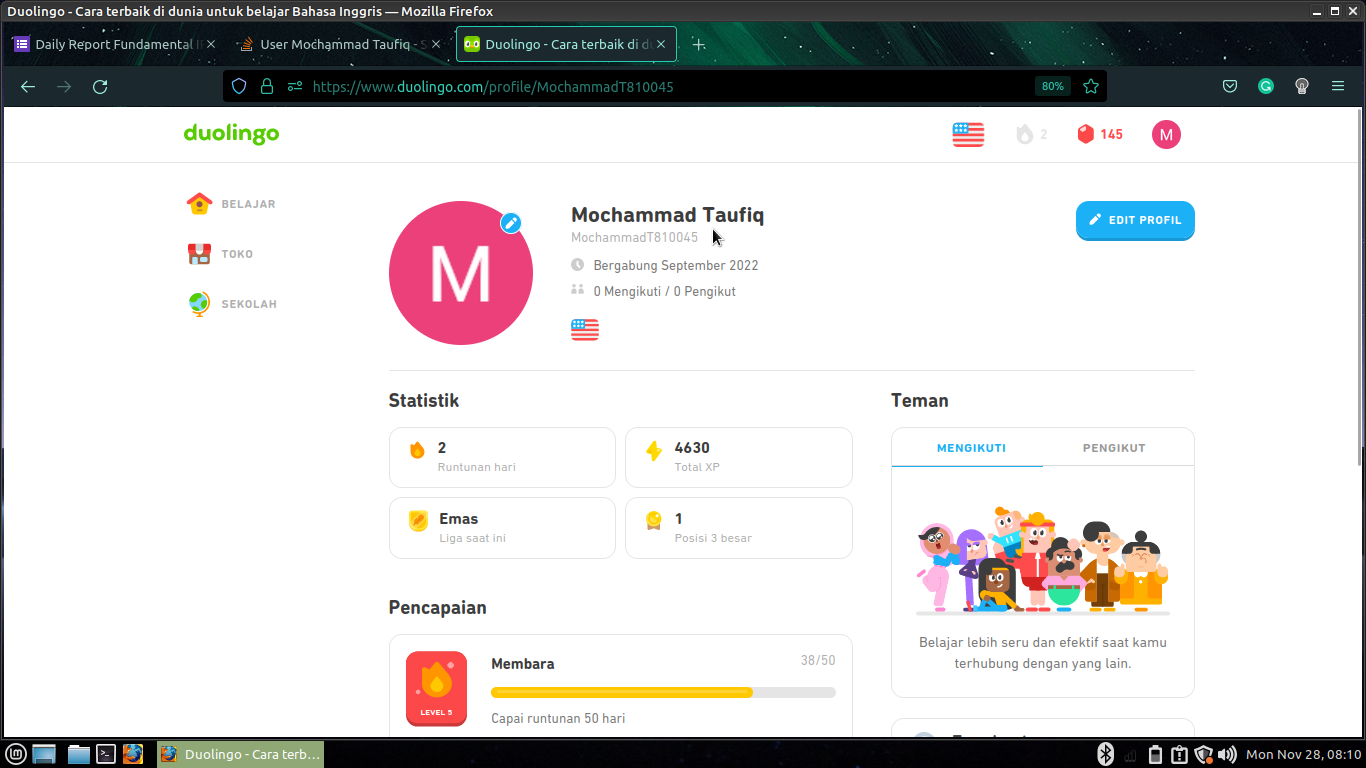 Duolingo - Cara terbaik di dunia untuk belajar Bahasa Inggris — Mozilla Firefox
Daily Report Fundamental
User Mochammad Taufiq -
Duolingo - Cara terbaik di
https://www.duolingo.com/profile/MochammadT810045
80%
duolingo
2
145
M
BELAJAR
TOKO
SEKOLAH
M
Mochammad Taufiq
MochammadT810045
Bergabung September 2022
0 Mengikuti / 0 Pengikut
EDIT PROFIL
Statistik
2
Runtunan hari
4630
Total XP
Emas
Liga saat ini
1
Posisi 3 besar
Teman
MENGIKUTI
PENGIKUT
Belajar lebih seru dan efektif saat kamu
terhubung dengan yang lain.
Pencapaian
LEVEL 5
Membara
38/50
Capai runtunan 50 hari
Duolingo - Cara terb...
Mon Nov 28, 08:10